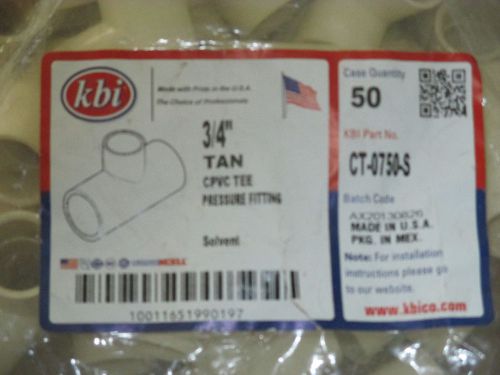 kbi
Made with Pride in the U.S.A.
The Choice of Professionals
3/4"
TAN
CPVC TEE
PRESSURE FITTING
Solvent
10011651990197
Case Quantity
50
KBI Part No.
CT-0750-S
Batch Code
AX20130826
MADE IN U.S.A.
PKG. IN MEX.
Note: For installation
instructions please go
to our website.
www.kbico.com